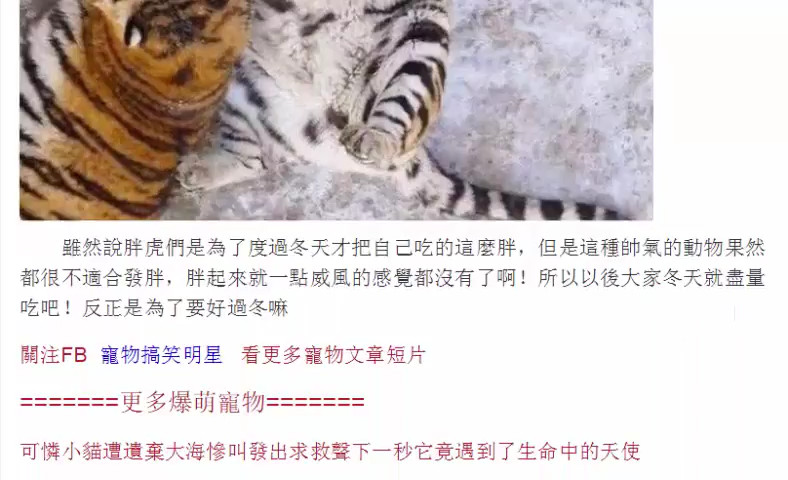 雖然說胖虎們是為了度過冬天才把自己吃的這麼胖，但是這種帥氣的動物果然
都很不適合發胖，胖起來就一點威風的感覺都沒有了啊！所以以後大家冬天就盡量
吃吧！反正是為了要好過冬嘛
關注FB 寵物搞笑明星 看更多寵物文章短片
=======更多爆萌寵物=======
可憐小貓遭遺棄大海慘叫發出求救聲下一秒它竟遇到了生命中的天使